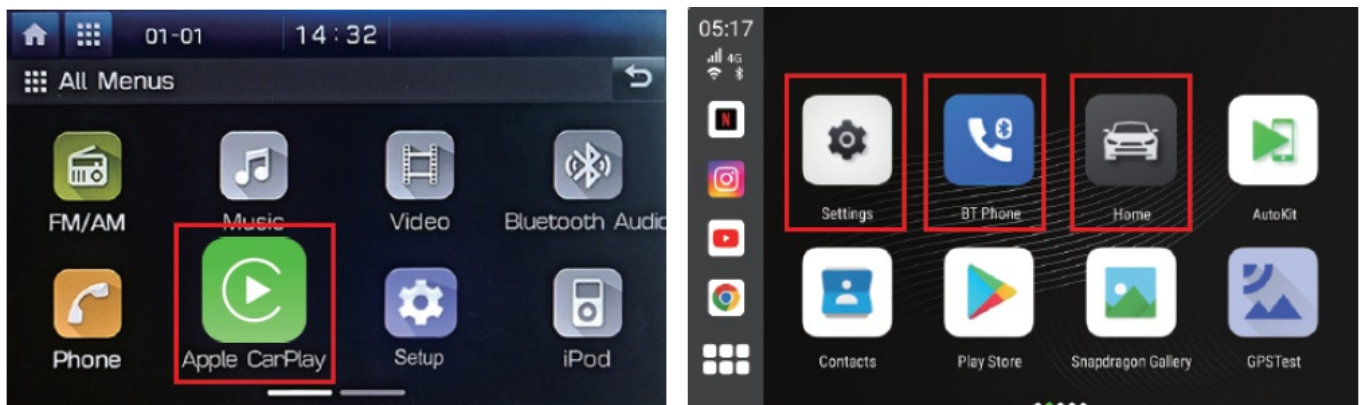 01-01 14:32
All Menus
FM/AM Music Video Bluetooth Audio
Phone Apple CarPlay Setup iPod
05:17
4G
N
Settings BT Phone Home AutoKit
Contacts Play Store Snapdragon Gallery GPSTest